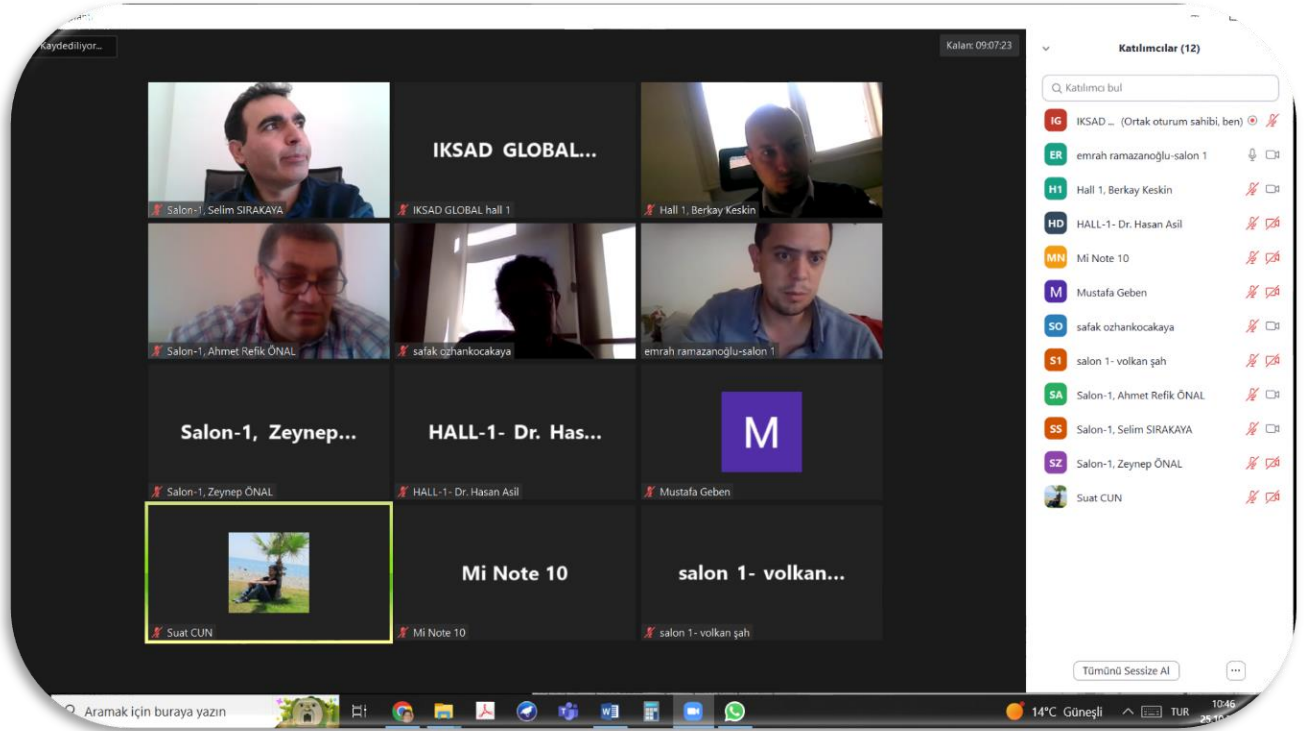 Kaydediliyor...
Kalan: 09:07:23
Salon-1, Selim SIRAKAYA
IKSAD GLOBAL...
IKSAD GLOBAL hall 1
Hall 1, Berkay Keskin
Salon-1, Ahmet Refik ÖNAL
safak ozhankocakaya
emrah ramazanoğlu-salon 1
Salon-1, Zeynep...
Salon-1, Zeynep ÖNAL
HALL-1- Dr. Has...
HALL-1- Dr. Hasan Asil
M
Mustafa Geben
Suat CUN
Mi Note 10
Mi Note 10
salon 1- volkan...
salon 1- volkan şah
Katılımcılar (12)
Katılımcı bul
IG IKSAD ... (Ortak oturum sahibi, ben)
ER emrah ramazanoğlu-salon 1
H1 Hall 1, Berkay Keskin
HD HALL-1- Dr. Hasan Asil
MN Mi Note 10
M Mustafa Geben
SO safak ozhankocakaya
S1 salon 1- volkan şah
SA Salon-1, Ahmet Refik ÖNAL
SS Salon-1, Selim SIRAKAYA
SZ Salon-1, Zeynep ÖNAL
Suat CUN
Tümünü Sessize Al
...
Aramak için buraya yazın
14°C Güneşli
TUR
10:46
25.10